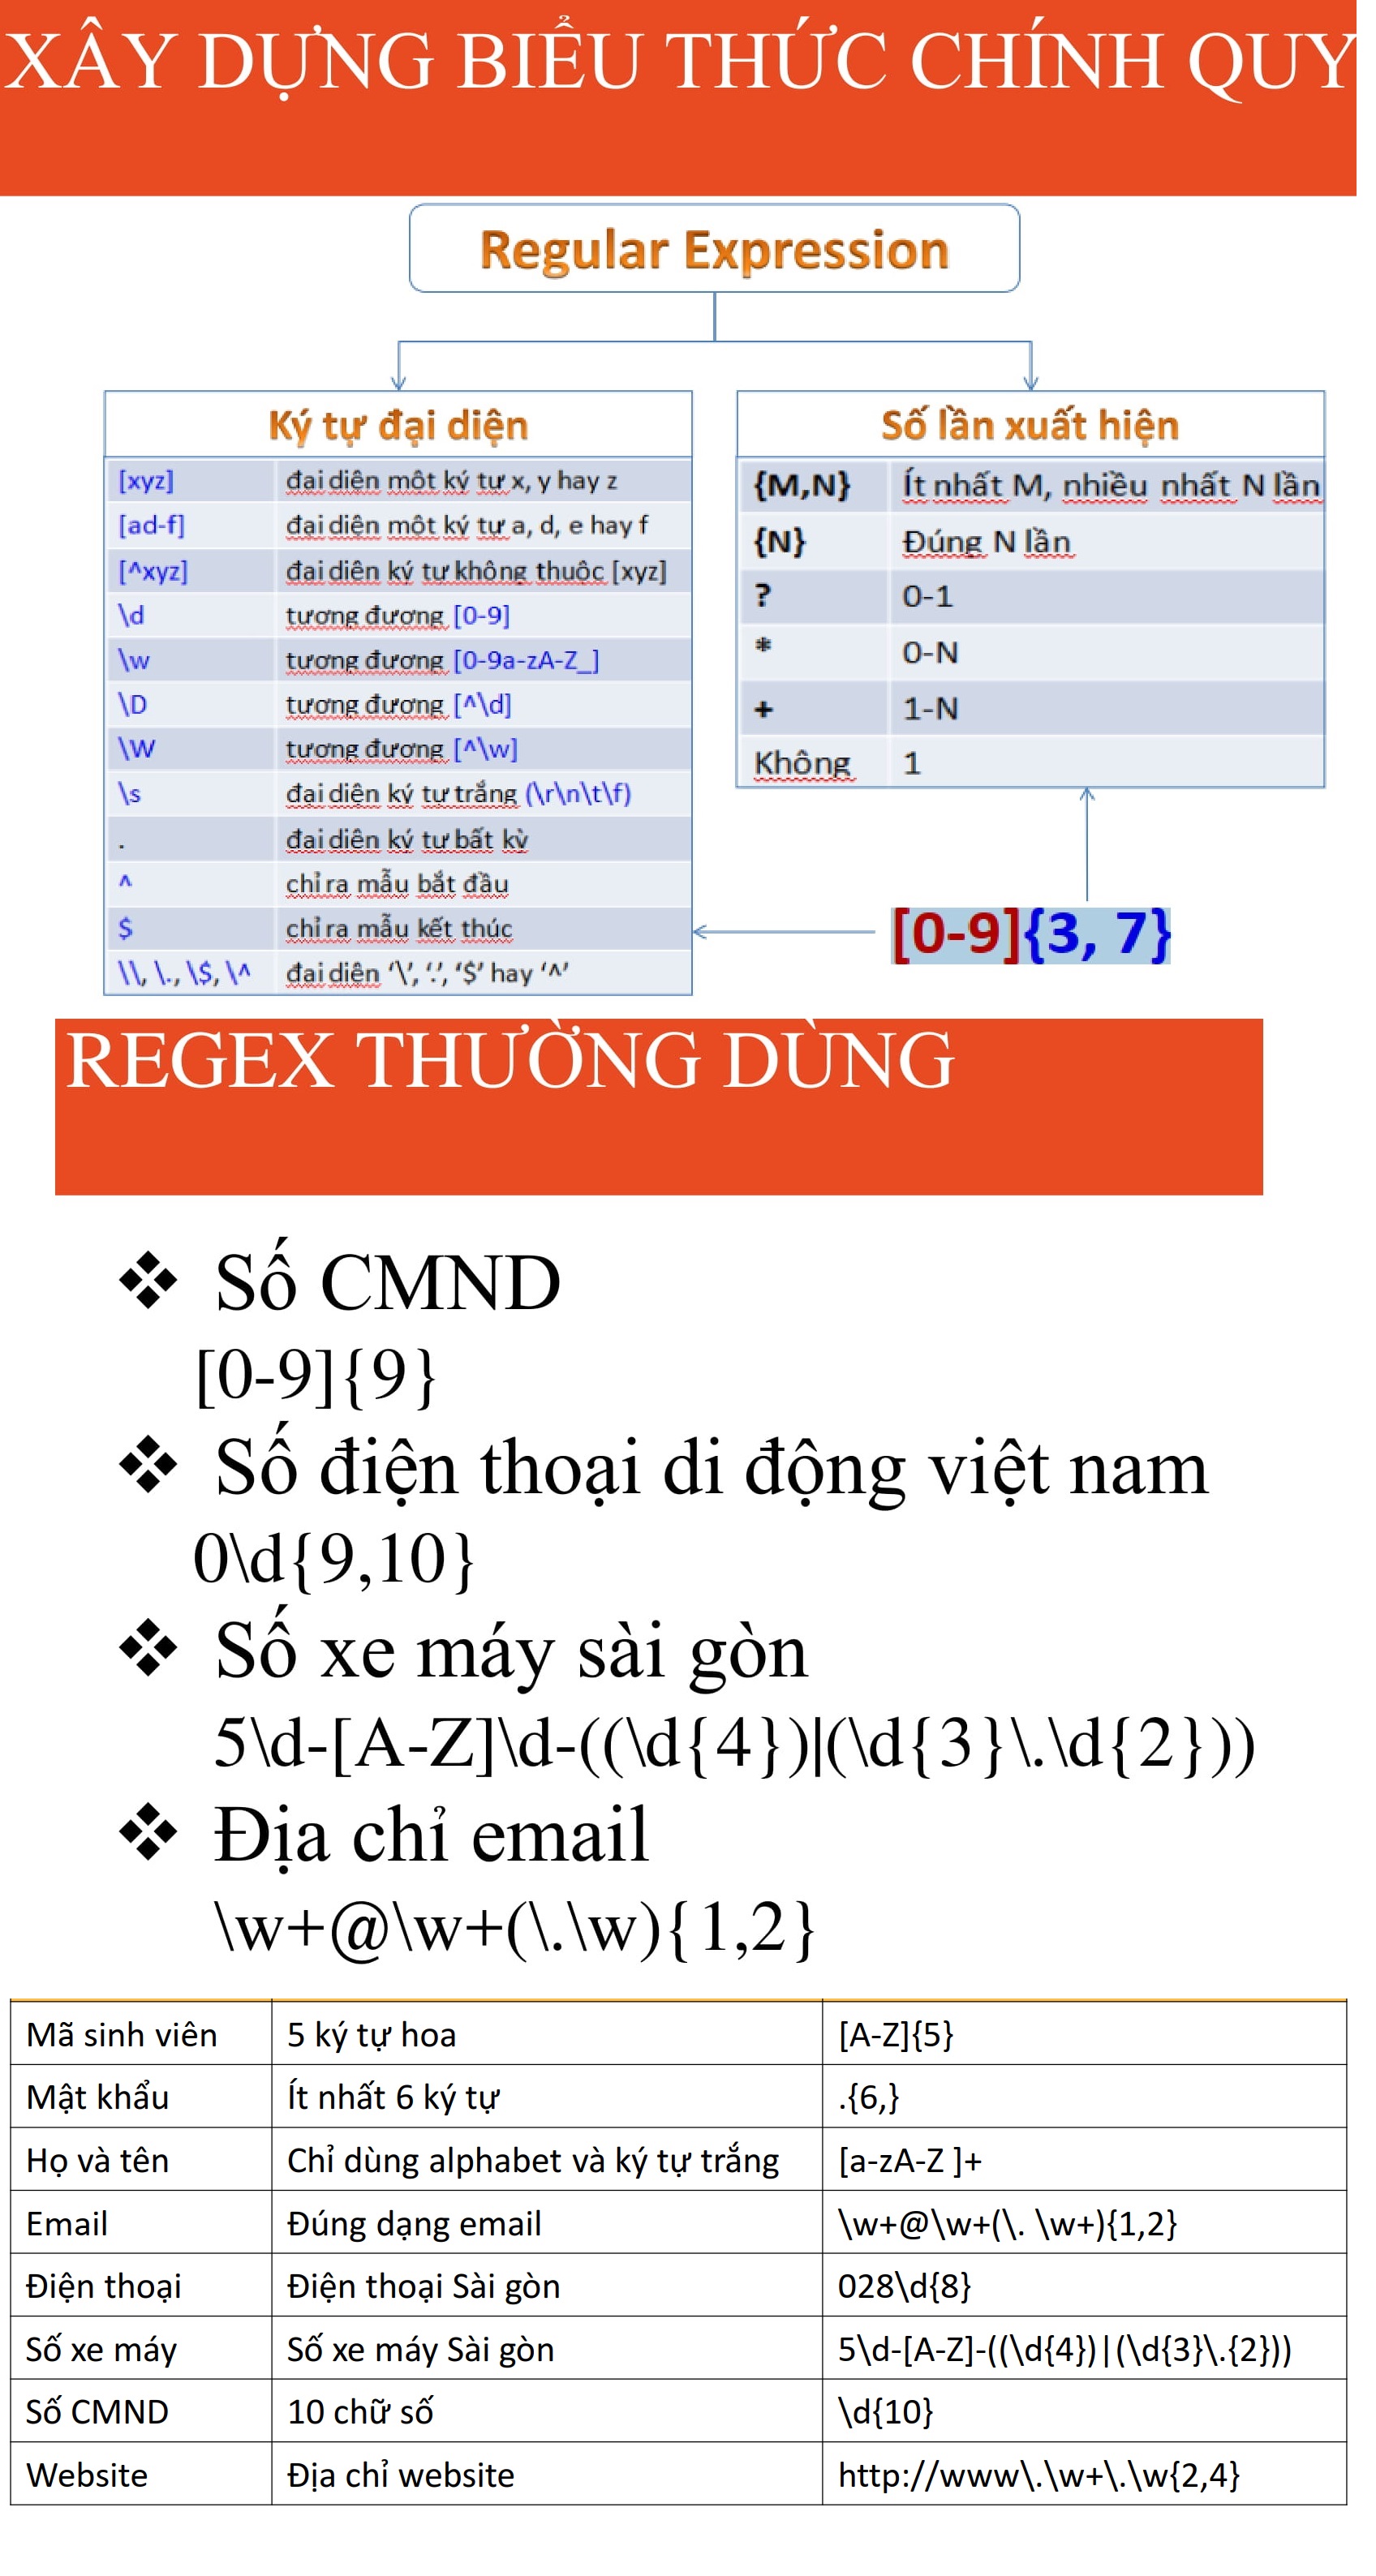 XÂY DỰNG BIỂU THỨC CHÍNH QUY
Regular Expression
Ký tự đại diện
[xyz] đại diện một ký tự x, y hay z
[ad-f] đại diện một ký tự a, d, e hay f
[^xyz] đại diện ký tự không thuộc [xyz]
\d tương đương [0-9]
\w tương đương [0-9a-zA-Z_]
\D tương đương [^\d]
\W tương đương [^\w]
\s đại diện ký tự trắng (\r\n\t\f)
. đại diện ký tự bất kỳ
^ chỉ ra mẫu bắt đầu
$ chỉ ra mẫu kết thúc
\\, \., \$, \^ đại diện ‘\’, ‘.’, ‘$’ hay ‘^’
Số lần xuất hiện
{M,N} Ít nhất M, nhiều nhất N lần
{N} Đúng N lần
? 0-1
* 0-N
+ 1-N
Không 1
[0-9]{3, 7}
REGEX THƯỜNG DÙNG
❖ Số CMND
[0-9]{9}
❖ Số điện thoại di động việt nam
0\d{9,10}
❖ Số xe máy sài gòn
5\d-[A-Z]\d-((\d{4})|(\d{3}\.\d{2}))
❖ Địa chỉ email
\w+@\w+(\.\w){1,2}
Mã sinh viên 5 ký tự hoa [A-Z]{5}
Mật khẩu Ít nhất 6 ký tự .{6,}
Họ và tên Chỉ dùng alphabet và ký tự trắng [a-zA-Z ]+
Email Đúng dạng email \w+@\w+(\. \w+){1,2}
Điện thoại Điện thoại Sài gòn 028\d{8}
Số xe máy Số xe máy Sài gòn 5\d-[A-Z]-((\d{4})|(\d{3}\.{2}))
Số CMND 10 chữ số \d{10}
Website Địa chỉ website http://www\.\w+\.\w{2,4}